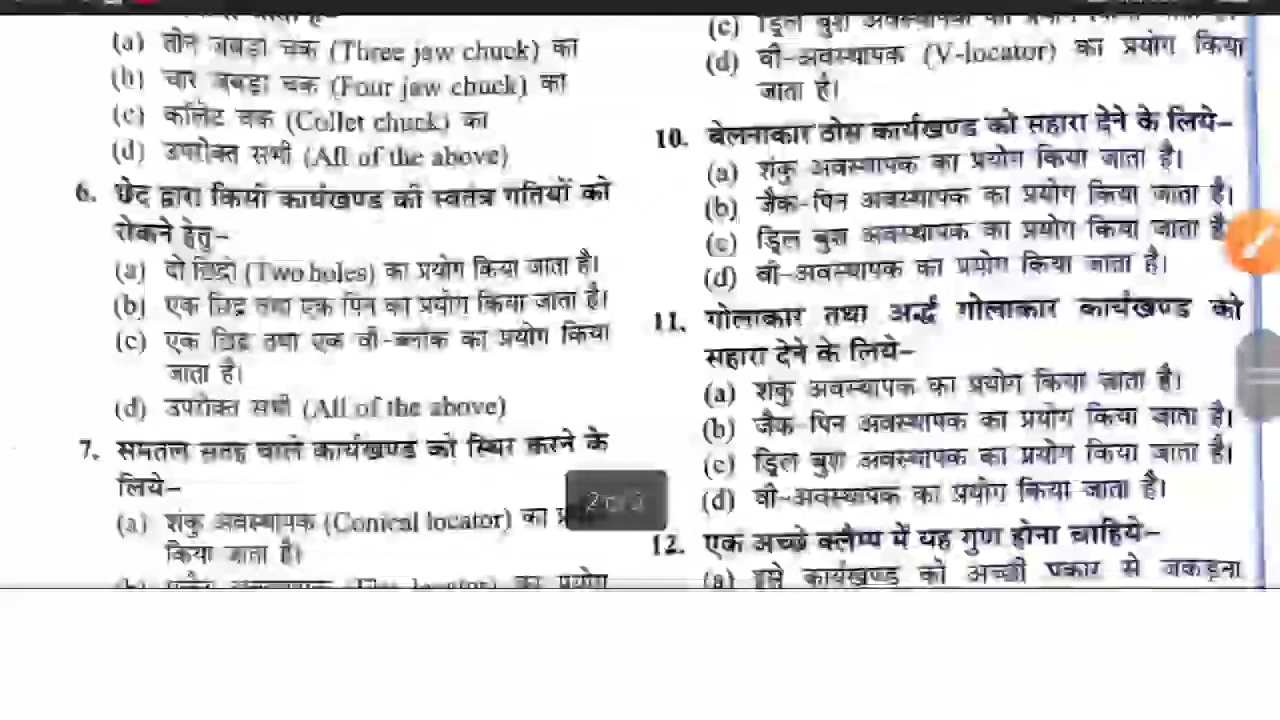 (a) तीन जबड़ा चक (Three jaw chuck) का
(b) चार जबड़ा चक (Four jaw chuck) का
(c) कॉलेट चक (Collet chuck) का
(d) उपरोक्त सभी (All of the above)
6. छेद द्वारा किसी कार्यखण्ड की स्वतंत्र गतियों को
रोकने हेतु–
(a) दो छिद्रों (Two holes) का प्रयोग किया जाता है।
(b) एक छिद्र तथा एक पिन का प्रयोग किया जाता है।
(c) एक छिद्र तथा एक वी-ब्लॉक का प्रयोग किया
जाता है।
(d) उपरोक्त सभी (All of the above)
7. समतल सतह वाले कार्यखण्ड को स्थिर करने के
लिये–
(a) शंकु अवस्थापक (Conical locator) का
किया जाता है।
(b) का प्रयोग
(c) ड्रिल बुश अवस्थापक का प्रयोग किया जाता है।
(d) वी-अवस्थापक (V-locator) का प्रयोग किया
जाता है।
10. बेलनाकार ठोस कार्यखण्ड को सहारा देने के लिये–
(a) शंकु अवस्थापक का प्रयोग किया जाता है।
(b) जैक-पिन अवस्थापक का प्रयोग किया जाता है।
(c) ड्रिल बुश अवस्थापक का प्रयोग किया जाता है
(d) वी-अवस्थापक का प्रयोग किया जाता है।
11. गोलाकार तथा अर्द्ध गोलाकार कार्यखण्ड को
सहारा देने के लिये–
(a) शंकु अवस्थापक का प्रयोग किया जाता है।
(b) जैक-पिन अवस्थापक का प्रयोग किया जाता है।
(c) ड्रिल बुश अवस्थापक का प्रयोग किया जाता है।
(d) वी-अवस्थापक का प्रयोग किया जाता है।
12. एक अच्छे क्लैम्प में यह गुण होना चाहिये–
(a) इसे कार्यखण्ड को अच्छी प्रकार से जकड़ना